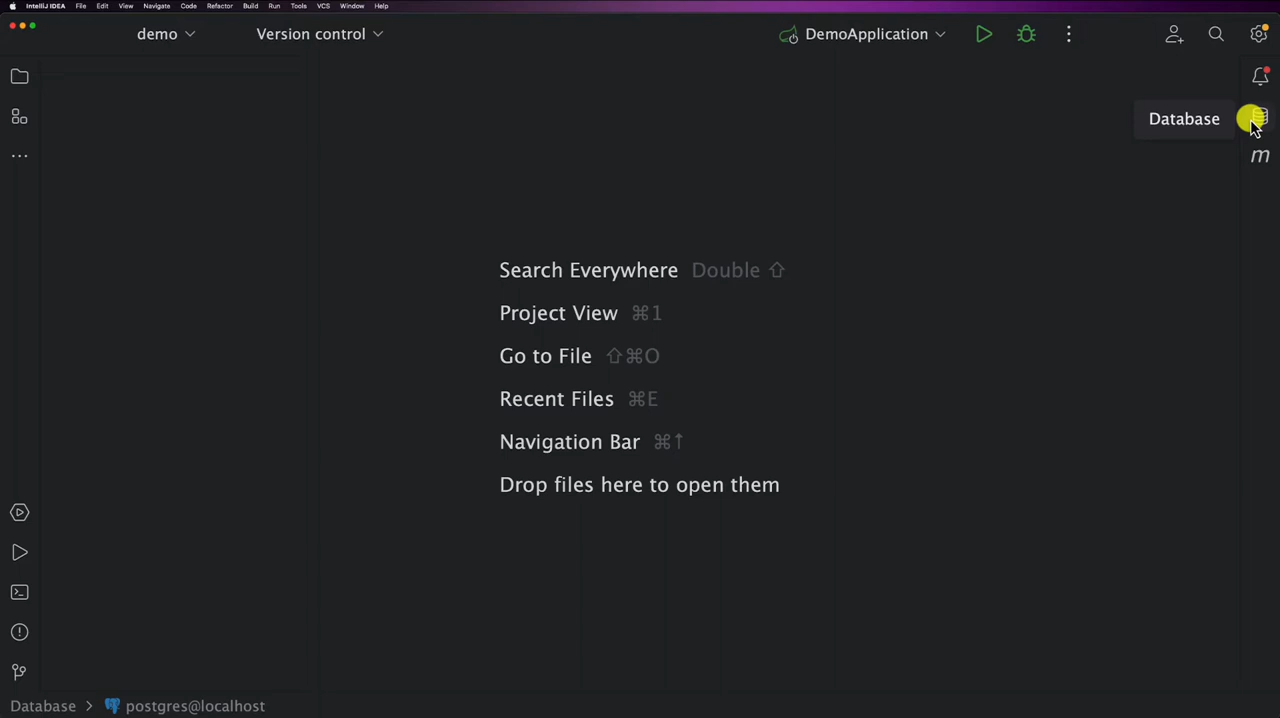 IntelliJ IDEA File Edit View Navigate Code Refactor Build Run Tools VCS Window Help
demo Version control DemoApplication
Database
m
Search Everywhere Double ⇧
Project View ⌘1
Go to File ⇧⌘O
Recent Files ⌘E
Navigation Bar ⌘↑
Drop files here to open them
Database > postgres@localhost